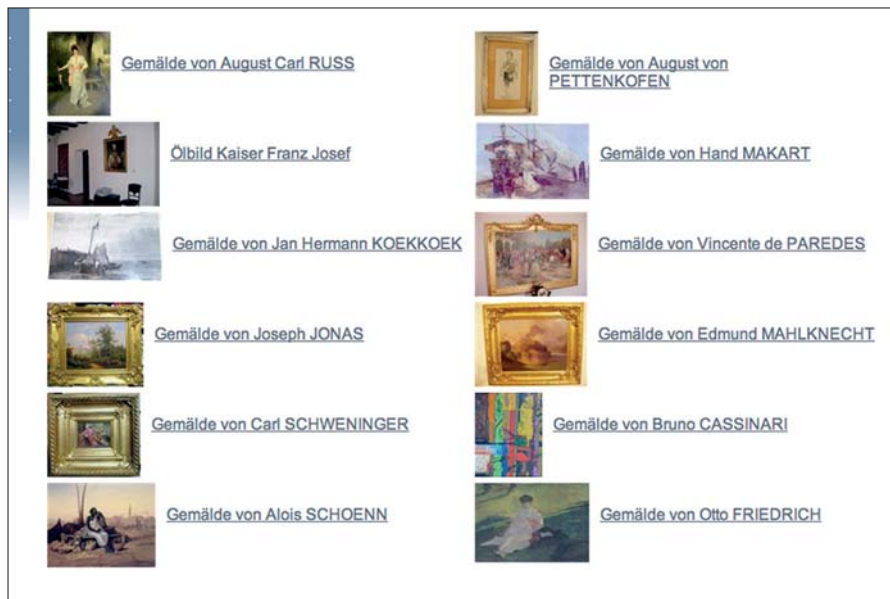 Gemälde von August Carl RUSS
Gemälde von August von
PETTENKOFEN
Ölbild Kaiser Franz Josef
Gemälde von Hand MAKART
Gemälde von Jan Hermann KOEKKOEK
Gemälde von Vincente de PAREDES
Gemälde von Joseph JONAS
Gemälde von Edmund MAHLKNECHT
Gemälde von Carl SCHWENINGER
Gemälde von Bruno CASSINARI
Gemälde von Alois SCHOENN
Gemälde von Otto FRIEDRICH